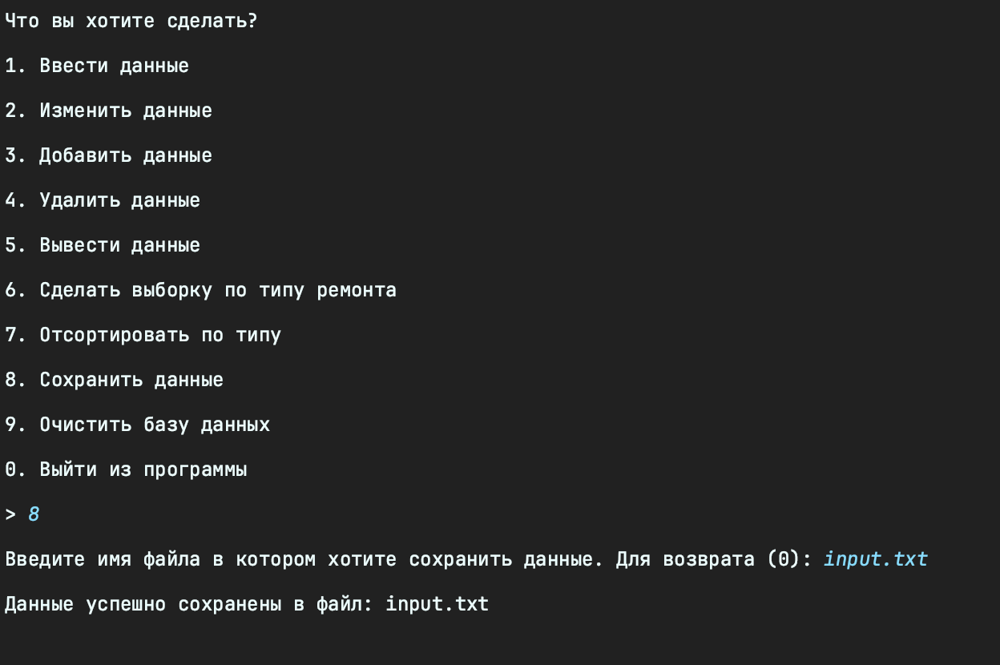 Что вы хотите сделать?
1. Ввести данные
2. Изменить данные
3. Добавить данные
4. Удалить данные
5. Вывести данные
6. Сделать выборку по типу ремонта
7. Отсортировать по типу
8. Сохранить данные
9. Очистить базу данных
0. Выйти из программы
> 8
Введите имя файла в котором хотите сохранить данные. Для возврата (0): input.txt
Данные успешно сохранены в файл: input.txt